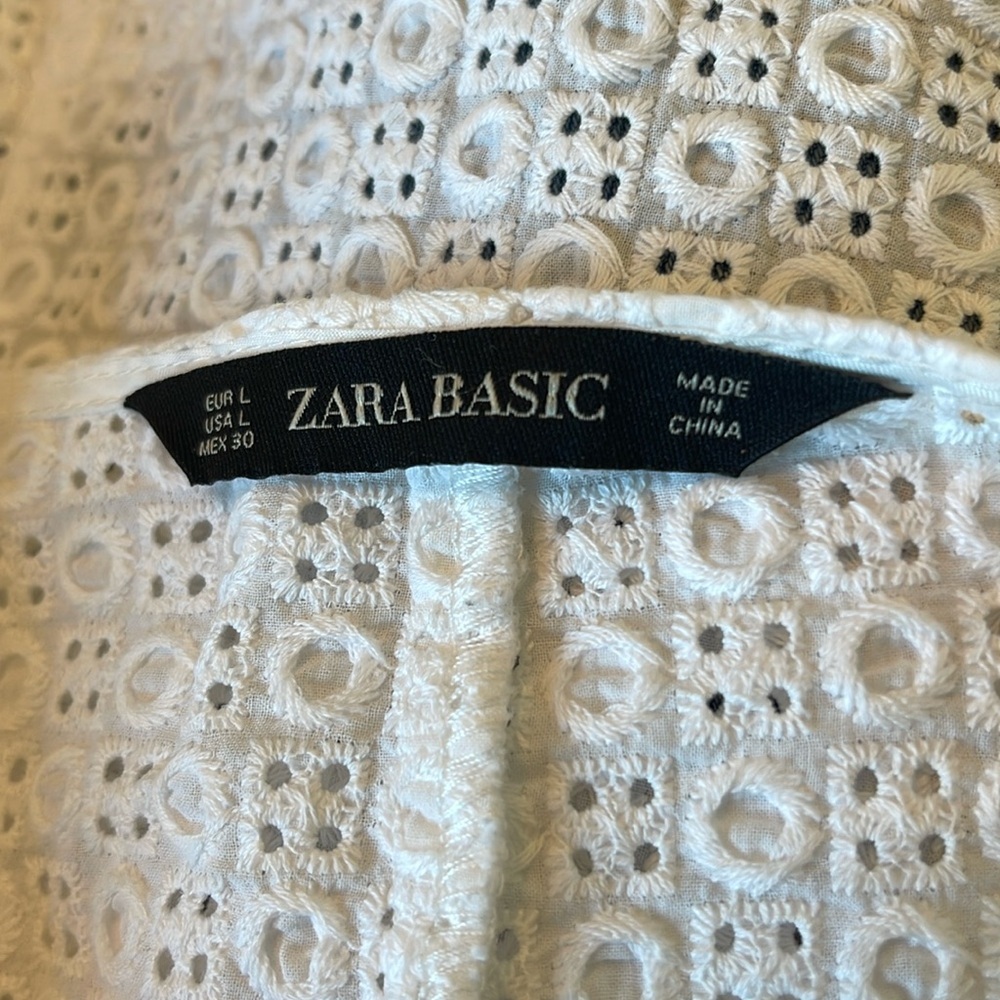 EUR L
USA L
MEX 30
ZARA BASIC
MADE
IN
CHINA